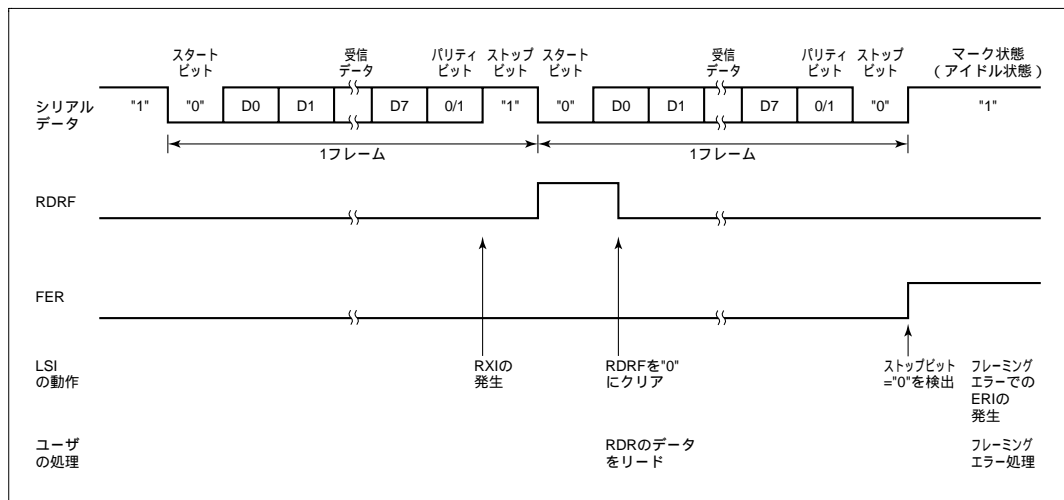 スタート
ビット
受信
データ
パリティ
ビット
ストップ
ビット
スタート
ビット
受信
データ
パリティ
ビット
ストップ
ビット
マーク状態
（アイドル状態）
シリアル
データ
"1" "0" D0 D1 D7 0/1 "1" "0" D0 D1 D7 0/1 "0" "1"
1フレーム 1フレーム
RDRF
FER
LSI
の動作
RXIの
発生
RDRFを"0"
にクリア
ストップビット
="0"を検出
フレーミング
エラーでの
ERIの
発生
ユーザ
の処理
RDRのデータ
をリード
フレーミング
エラー処理